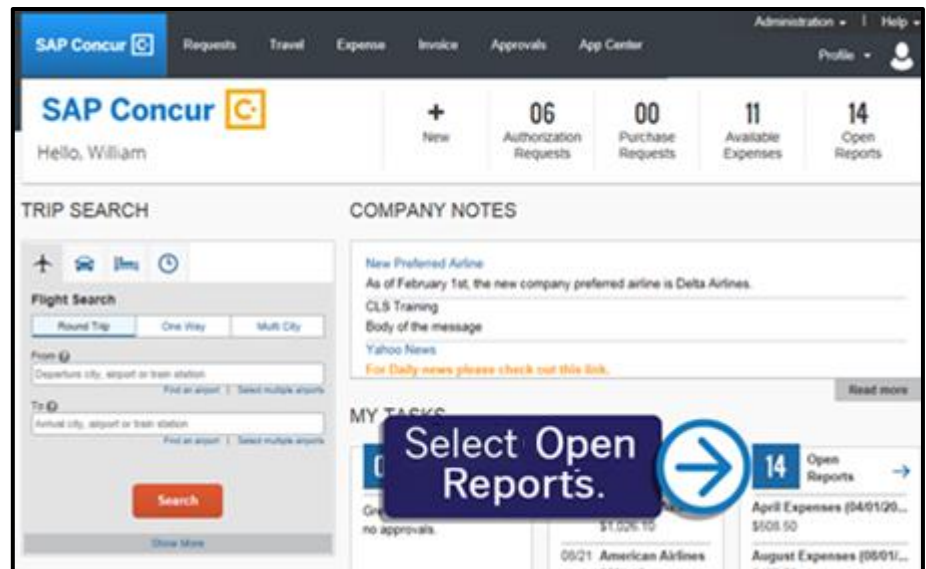 Administration | Help
SAP Concur C Requests Travel Expense Invoice Approvals App Center
Profile
SAP Concur C
Hello, William
+ 06 00 11 14
New Authorization Purchase Available Open
Requests Requests Expenses Reports
TRIP SEARCH
COMPANY NOTES
New Preferred Airline
As of February 1st, the new company preferred airline is Delta Airlines.
CLS Training
Body of the message
Yahoo News
For Daily news please check out this link.
Read more
Flight Search
Round Trip One Way Multi City
From
Departure city, airport or train station
Find an airport | Select multiple airports
To
Arrival city, airport or train station
Find an airport | Select multiple airports
Search
Show More
MY TASKS
Select Open
Reports.
no approvals.
$1,026.10
08/21 American Airlines
14 Open
Reports
April Expenses (04/01/20...
$508.50
August Expenses (08/01/...